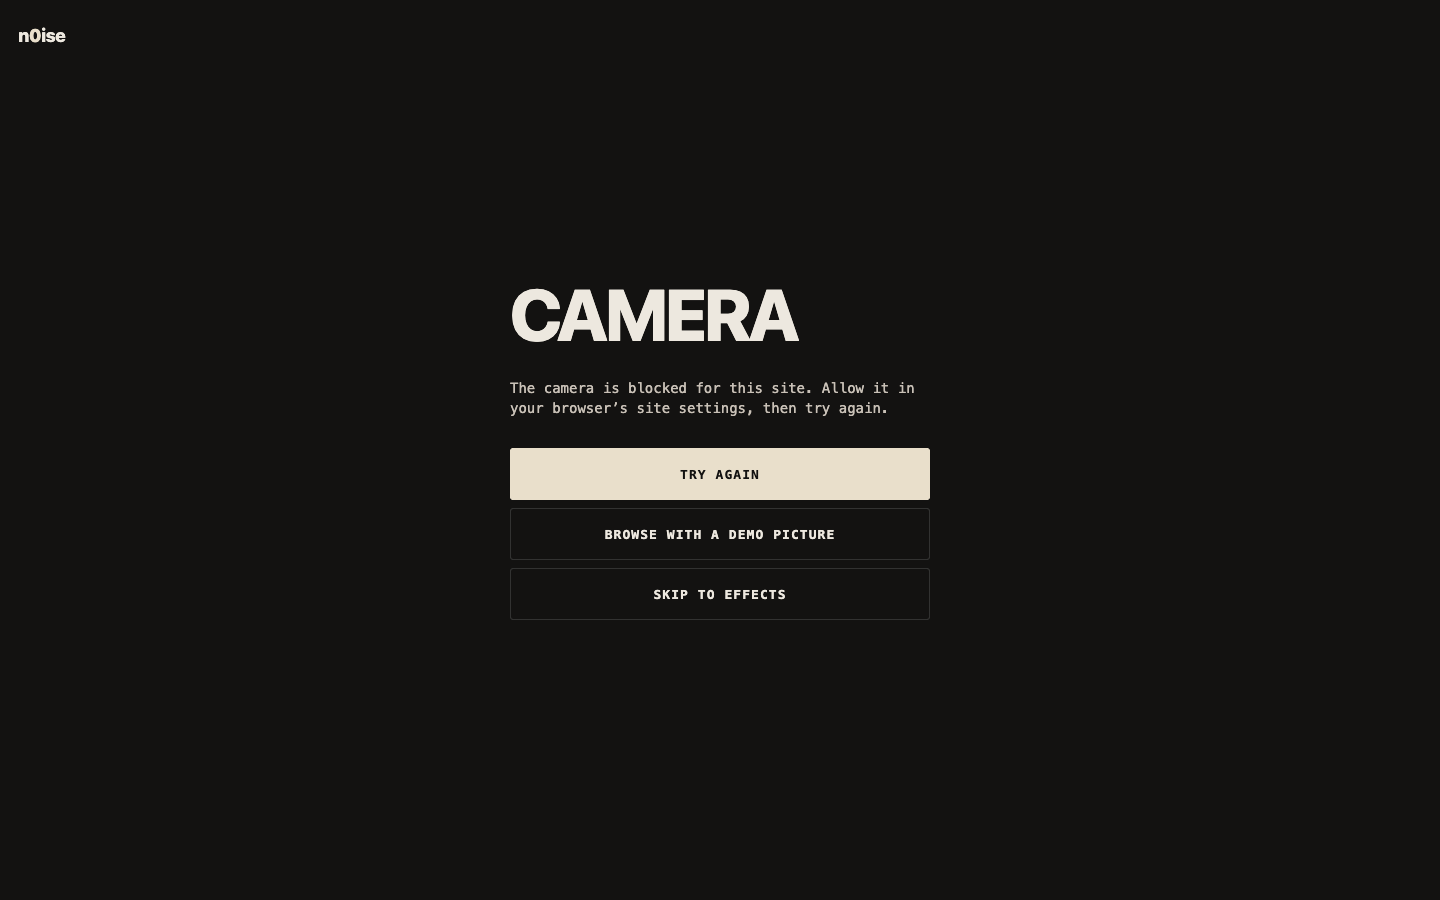 n0ise
CAMERA
The camera is blocked for this site. Allow it in
your browser’s site settings, then try again.
TRY AGAIN
BROWSE WITH A DEMO PICTURE
SKIP TO EFFECTS